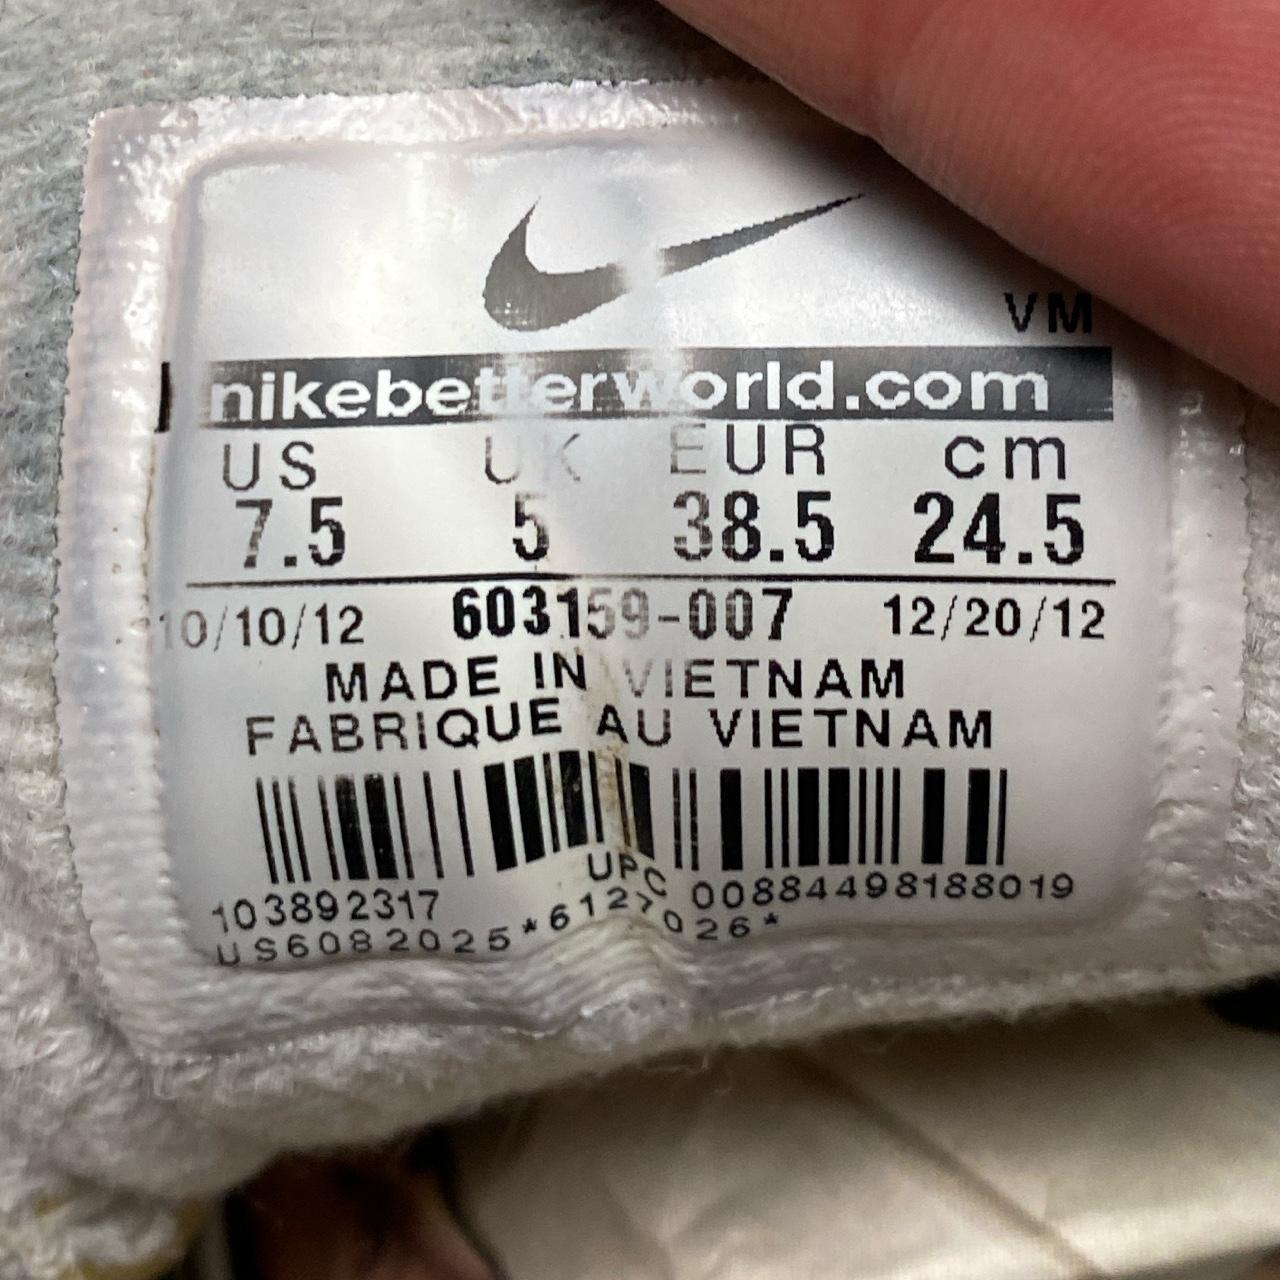 VM
nikebetterworld.com
US UK EUR cm
7.5 5 38.5 24.5
10/10/12 603159-007 12/20/12
MADE IN VIETNAM
FABRIQUE AU VIETNAM
UPC
103892317 00884498188019
US6082025*6127026*